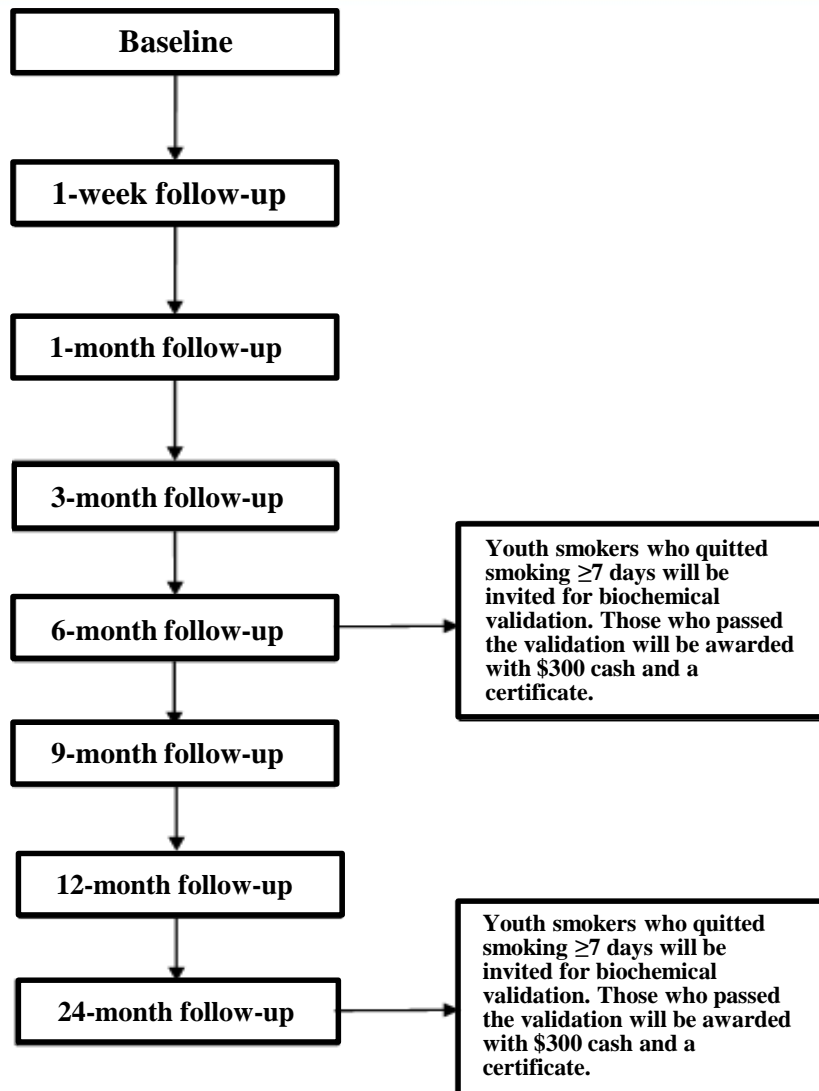 Baseline
1-week follow-up
1-month follow-up
3-month follow-up
6-month follow-up
Youth smokers who quitted
smoking ≥7 days will be
invited for biochemical
validation. Those who passed
the validation will be awarded
with $300 cash and a
certificate.
9-month follow-up
12-month follow-up
24-month follow-up
Youth smokers who quitted
smoking ≥7 days will be
invited for biochemical
validation. Those who passed
the validation will be awarded
with $300 cash and a
certificate.